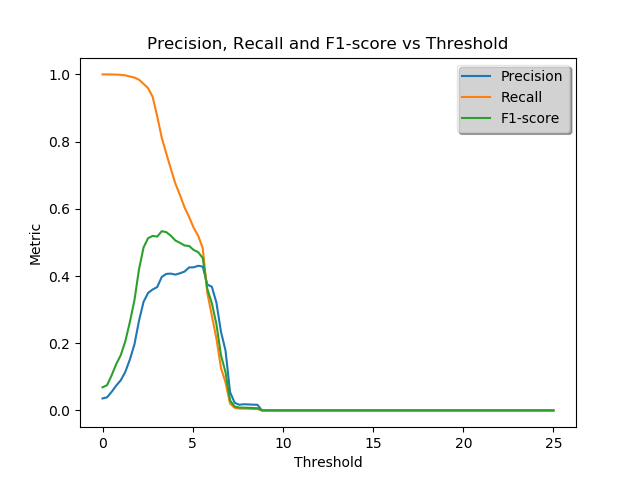 Precision, Recall and F1-score vs Threshold
Metric
1.0
0.8
0.6
0.4
0.2
0.0
Precision
Recall
F1-score
0
5
10
15
20
25
Threshold